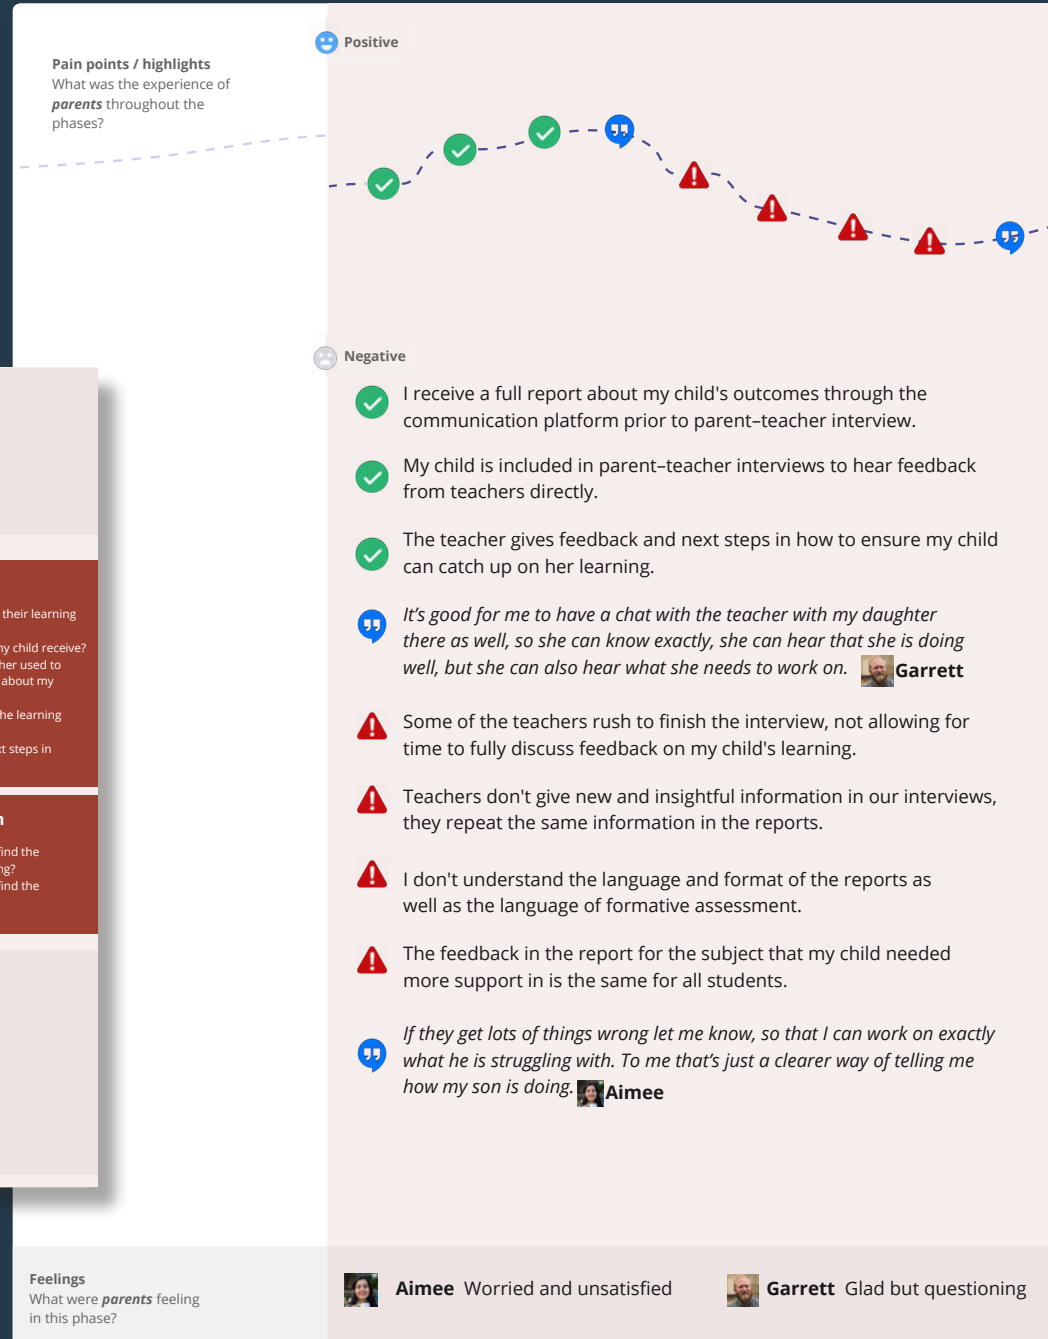 Positive
Pain points / highlights
What was the experience of
parents throughout the
phases?
Negative
I receive a full report about my child's outcomes through the
communication platform prior to parent–teacher interview.
My child is included in parent–teacher interviews to hear feedback
from teachers directly.
The teacher gives feedback and next steps in how to ensure my child
can catch up on her learning.
It's good for me to have a chat with the teacher with my daughter
there as well, so she can know exactly, she can hear that she is doing
well, but she can also hear what she needs to work on. Garrett
Some of the teachers rush to finish the interview, not allowing for
time to fully discuss feedback on my child's learning.
Teachers don't give new and insightful information in our interviews,
they repeat the same information in the reports.
I don't understand the language and format of the reports as
well as the language of formative assessment.
The feedback in the report for the subject that my child needed
more support in is the same for all students.
If they get lots of things wrong let me know, so that I can work on exactly
what he is struggling with. To me that's just a clearer way of telling me
how my son is doing. Aimee
their learning
my child receive?
her used to
about my
he learning
t steps in
n
find the
ng?
find the
Feelings
What were parents feeling
in this phase?
Aimee Worried and unsatisfied
Garrett Glad but questioning